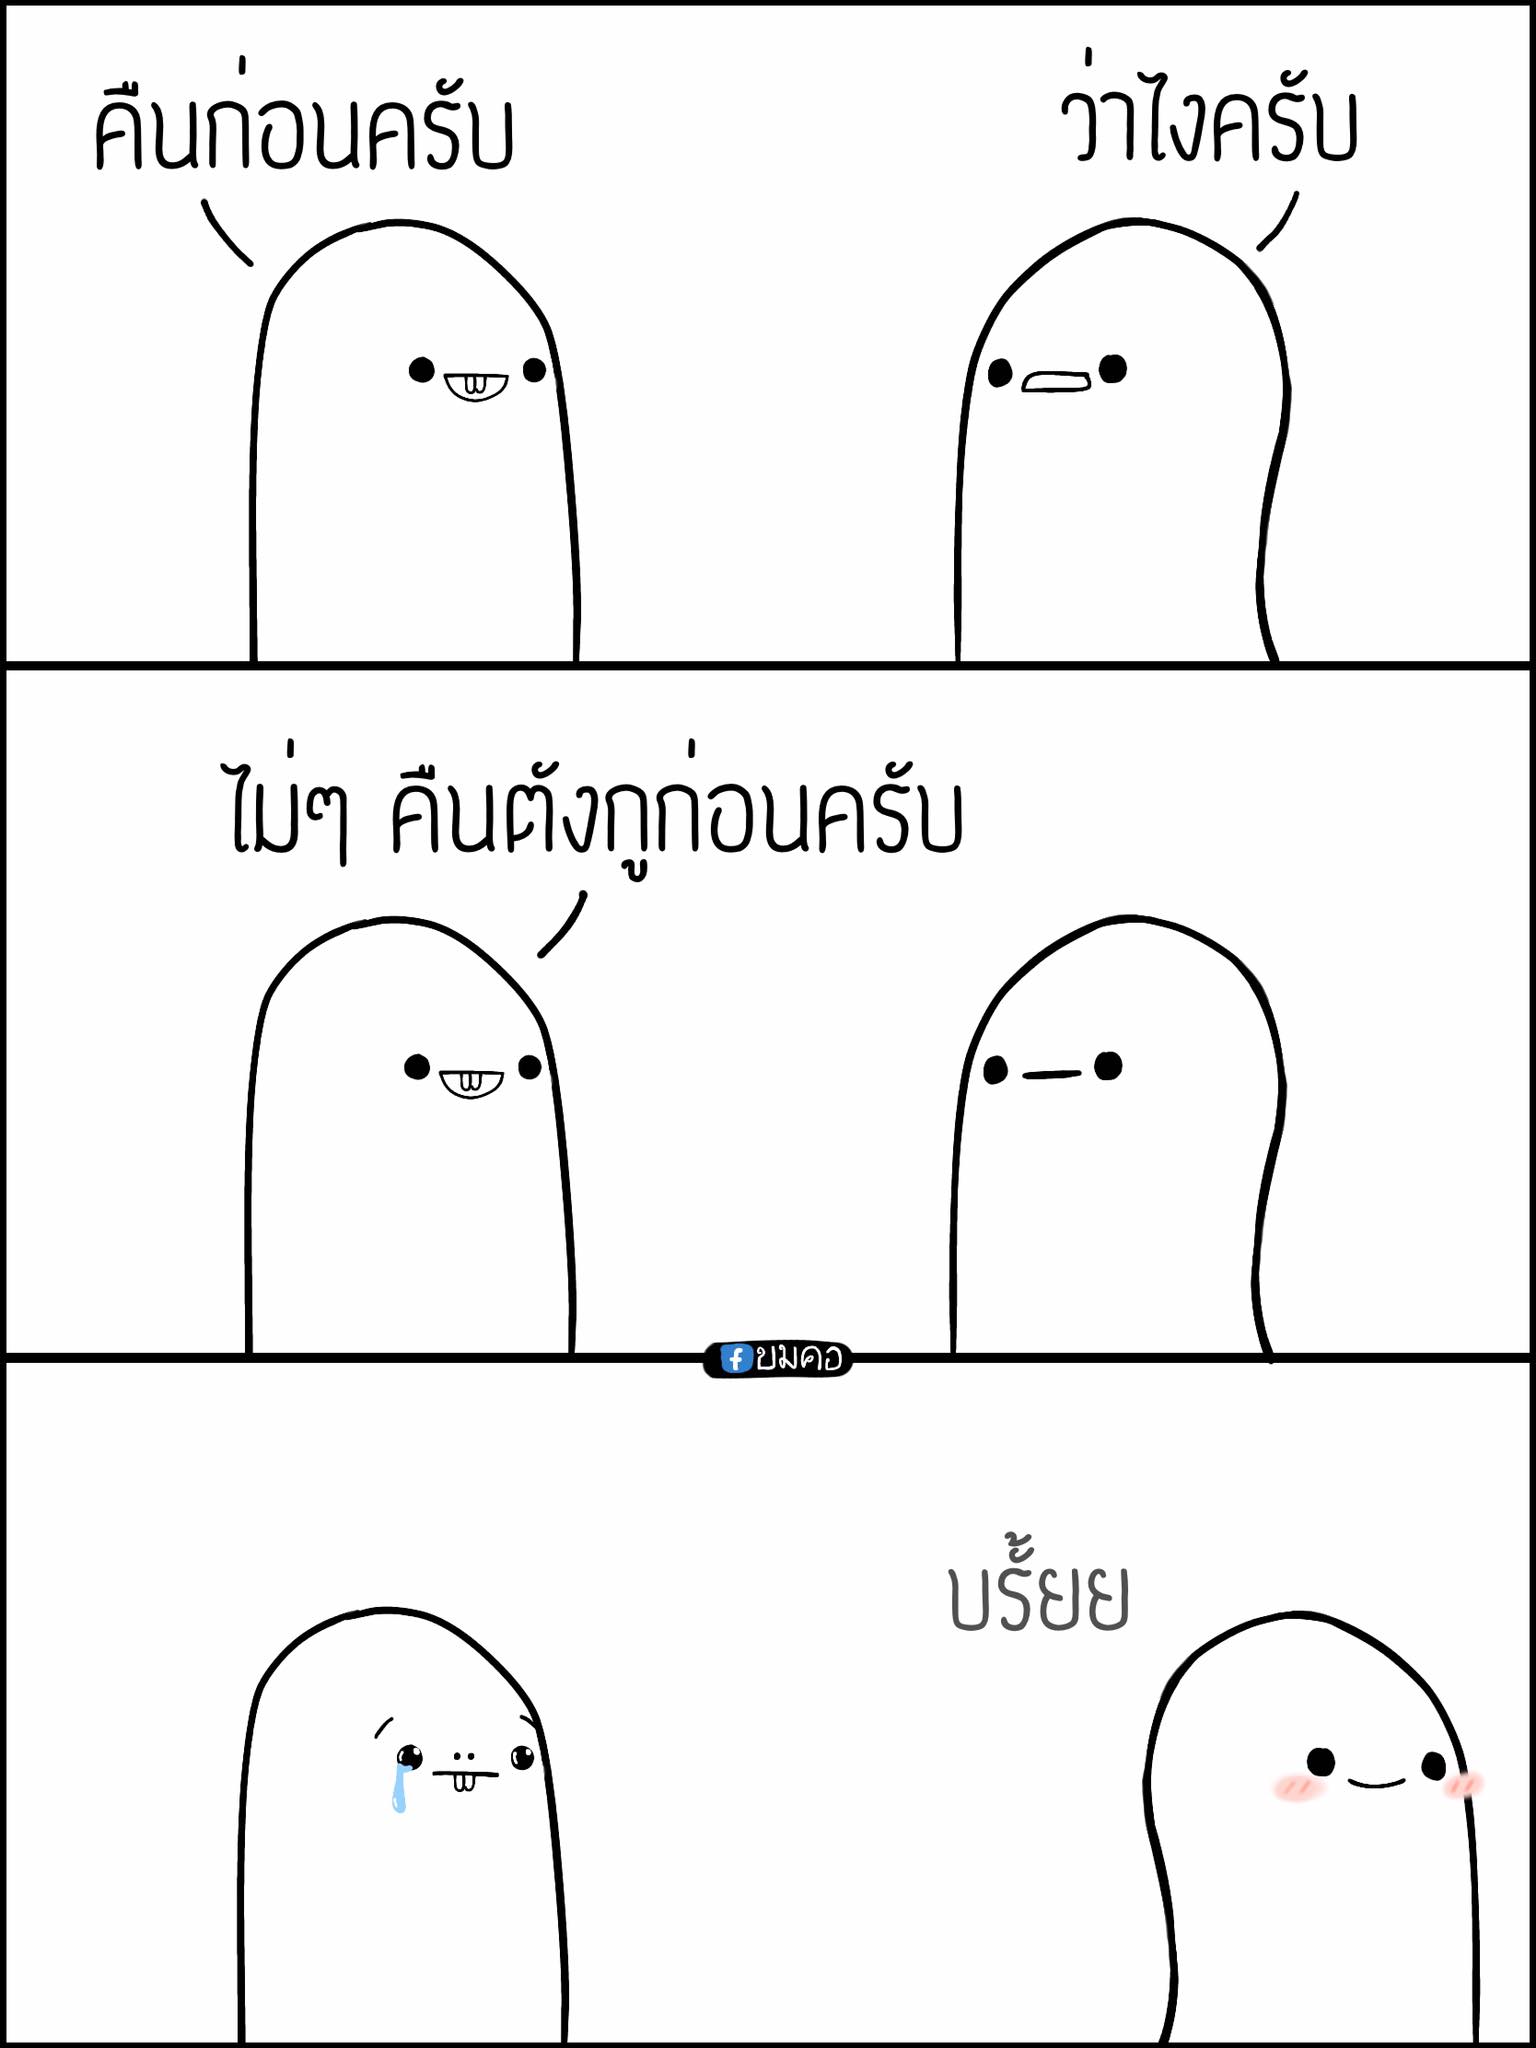 คืนก่อนครับ
ว่าไงครับ
ไม่ๆ คืนตังกูก่อนครับ
บมคอ
บรั้ยย